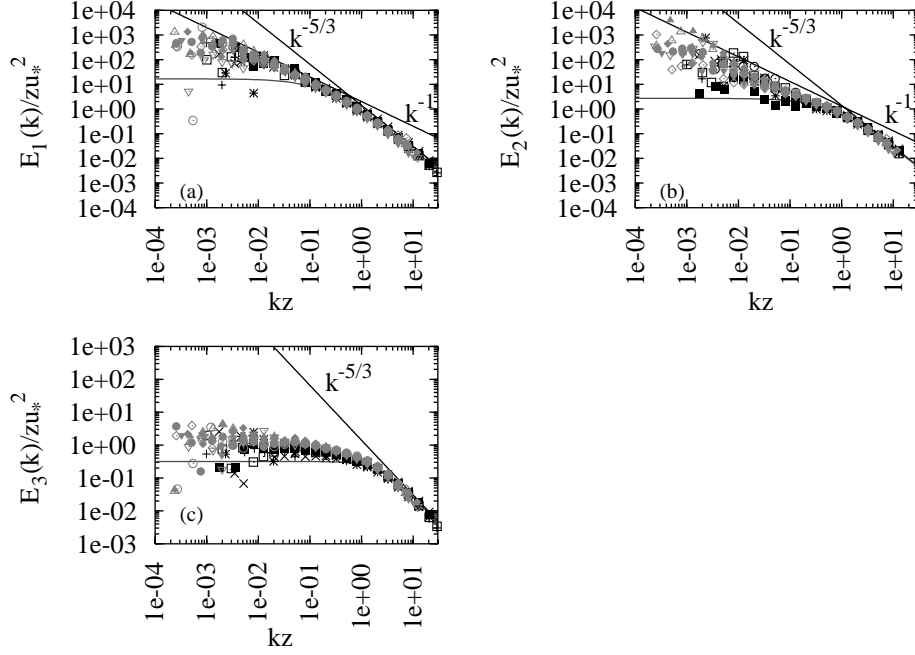 E₁(k)/zu*²
1e+04
1e+03
1e+02
1e+01
1e+00
1e-01
1e-02
1e-03
1e-04
k^-5/3
k^-1
(a)
1e-04
1e-03
1e-02
1e-01
1e+00
1e+01
kz
E₂(k)/zu*²
1e+04
1e+03
1e+02
1e+01
1e+00
1e-01
1e-02
1e-03
1e-04
k^-5/3
k^-1
(b)
1e-04
1e-03
1e-02
1e-01
1e+00
1e+01
kz
E₃(k)/zu*²
1e+03
1e+02
1e+01
1e+00
1e-01
1e-02
1e-03
k^-5/3
(c)
1e-04
1e-03
1e-02
1e-01
1e+00
1e+01
kz